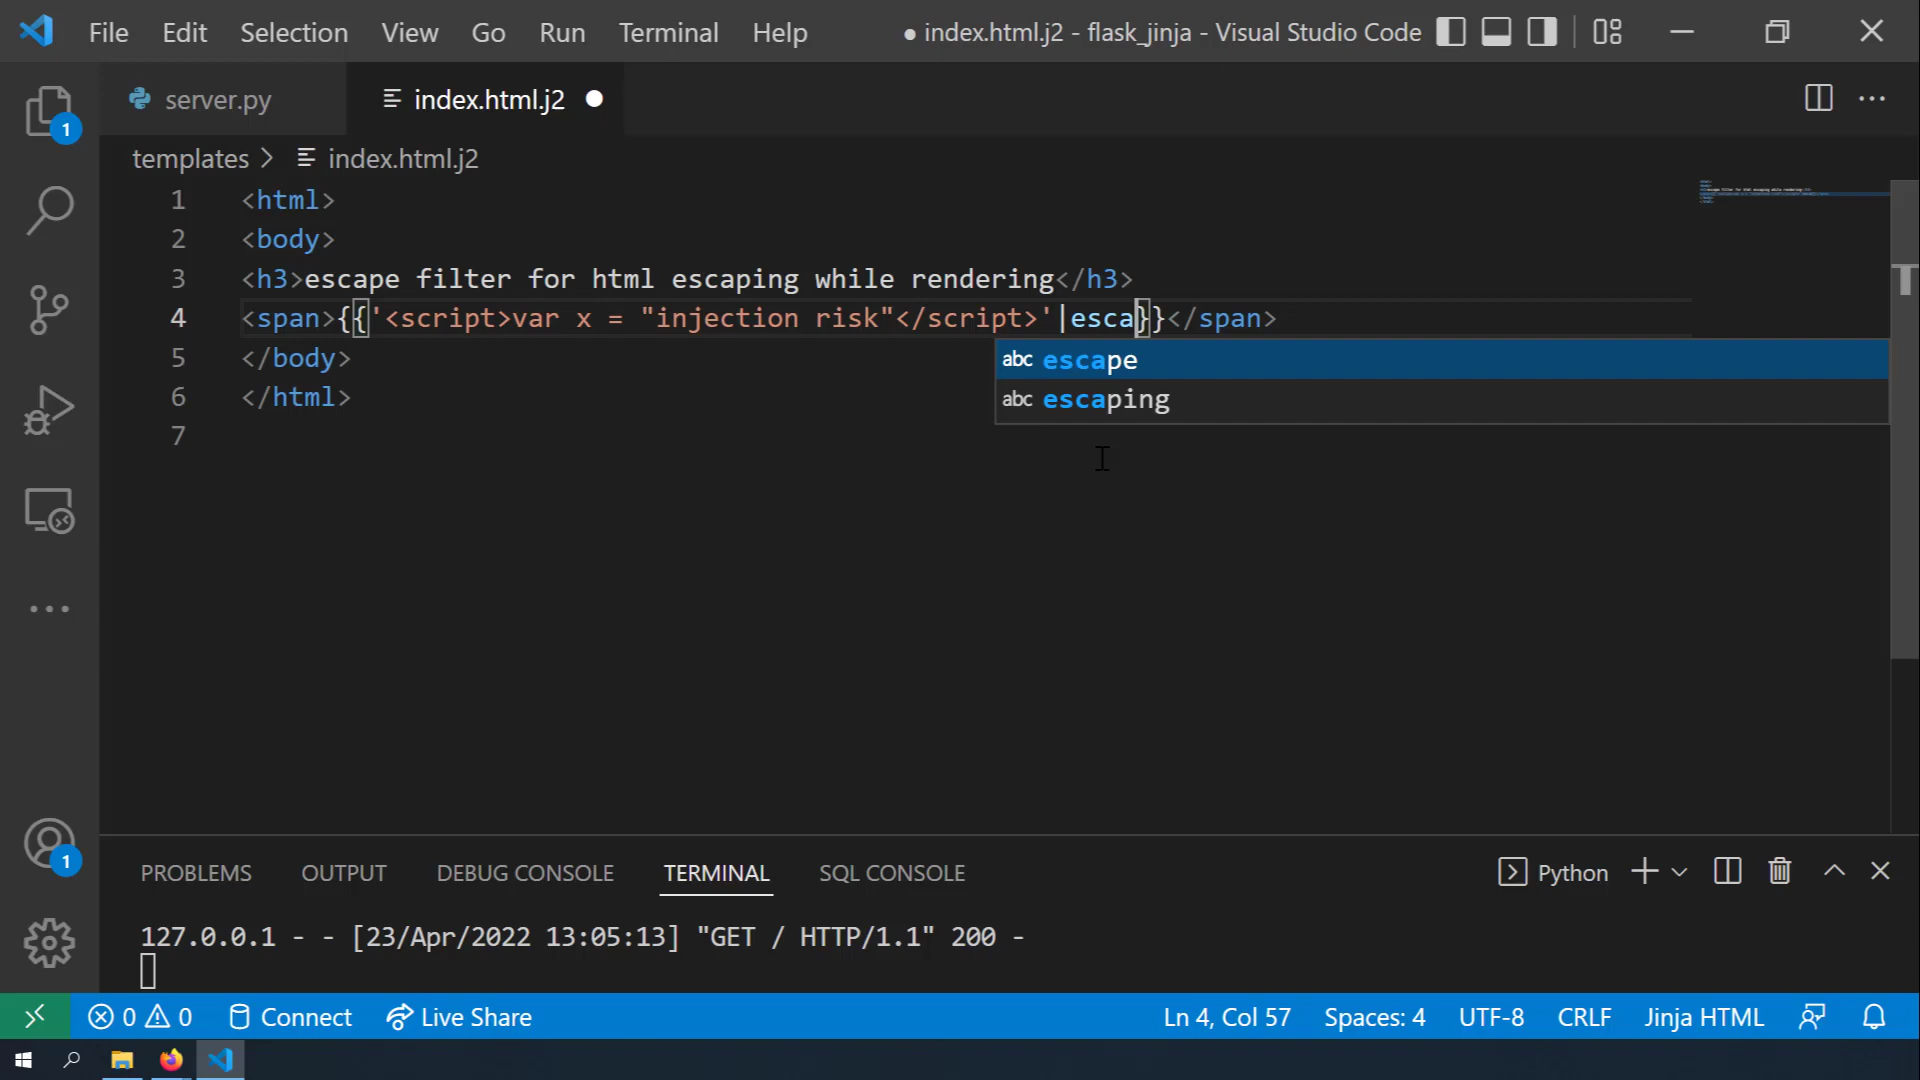 File Edit Selection View Go Run Terminal Help ● index.html.j2 - flask_jinja - Visual Studio Code
server.py index.html.j2
1
templates > index.html.j2
1 <html>
2 <body>
3 <h3>escape filter for html escaping while rendering</h3>
4 <span>{{'<script>var x = "injection risk"</script>'|esca}}</span>
5 </body>
abc escape
6 </html>
abc escaping
7
1
PROBLEMS OUTPUT DEBUG CONSOLE TERMINAL SQL CONSOLE Python
127.0.0.1 - - [23/Apr/2022 13:05:13] "GET / HTTP/1.1" 200 -
0 0 Connect Live Share Ln 4, Col 57 Spaces: 4 UTF-8 CRLF Jinja HTML